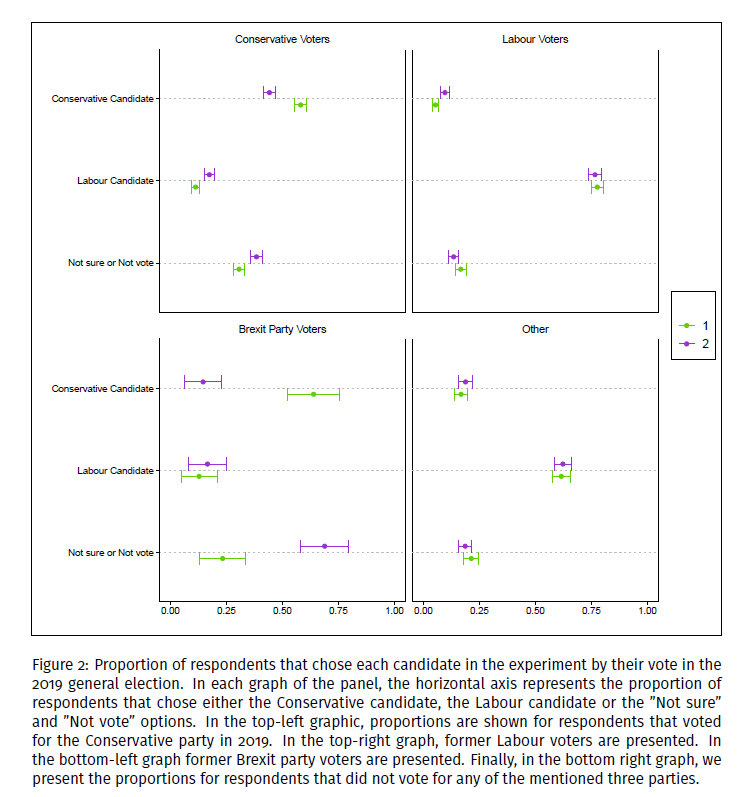 Conservative Voters
Labour Voters
Conservative Candidate
Labour Candidate
Not sure or Not vote
1
2
Brexit Party Voters
Other
Conservative Candidate
Labour Candidate
Not sure or Not vote
0.00 0.25 0.50 0.75 1.00 0.00 0.25 0.50 0.75 1.00
Figure 2: Proportion of respondents that chose each candidate in the experiment by their vote in the
2019 general election. In each graph of the panel, the horizontal axis represents the proportion of
respondents that chose either the Conservative candidate, the Labour candidate or the ”Not sure”
and ”Not vote” options. In the top-left graphic, proportions are shown for respondents that voted
for the Conservative party in 2019. In the top-right graph, former Labour voters are presented. In
the bottom-left graph former Brexit party voters are presented. Finally, in the bottom right graph, we
present the proportions for respondents that did not vote for any of the mentioned three parties.